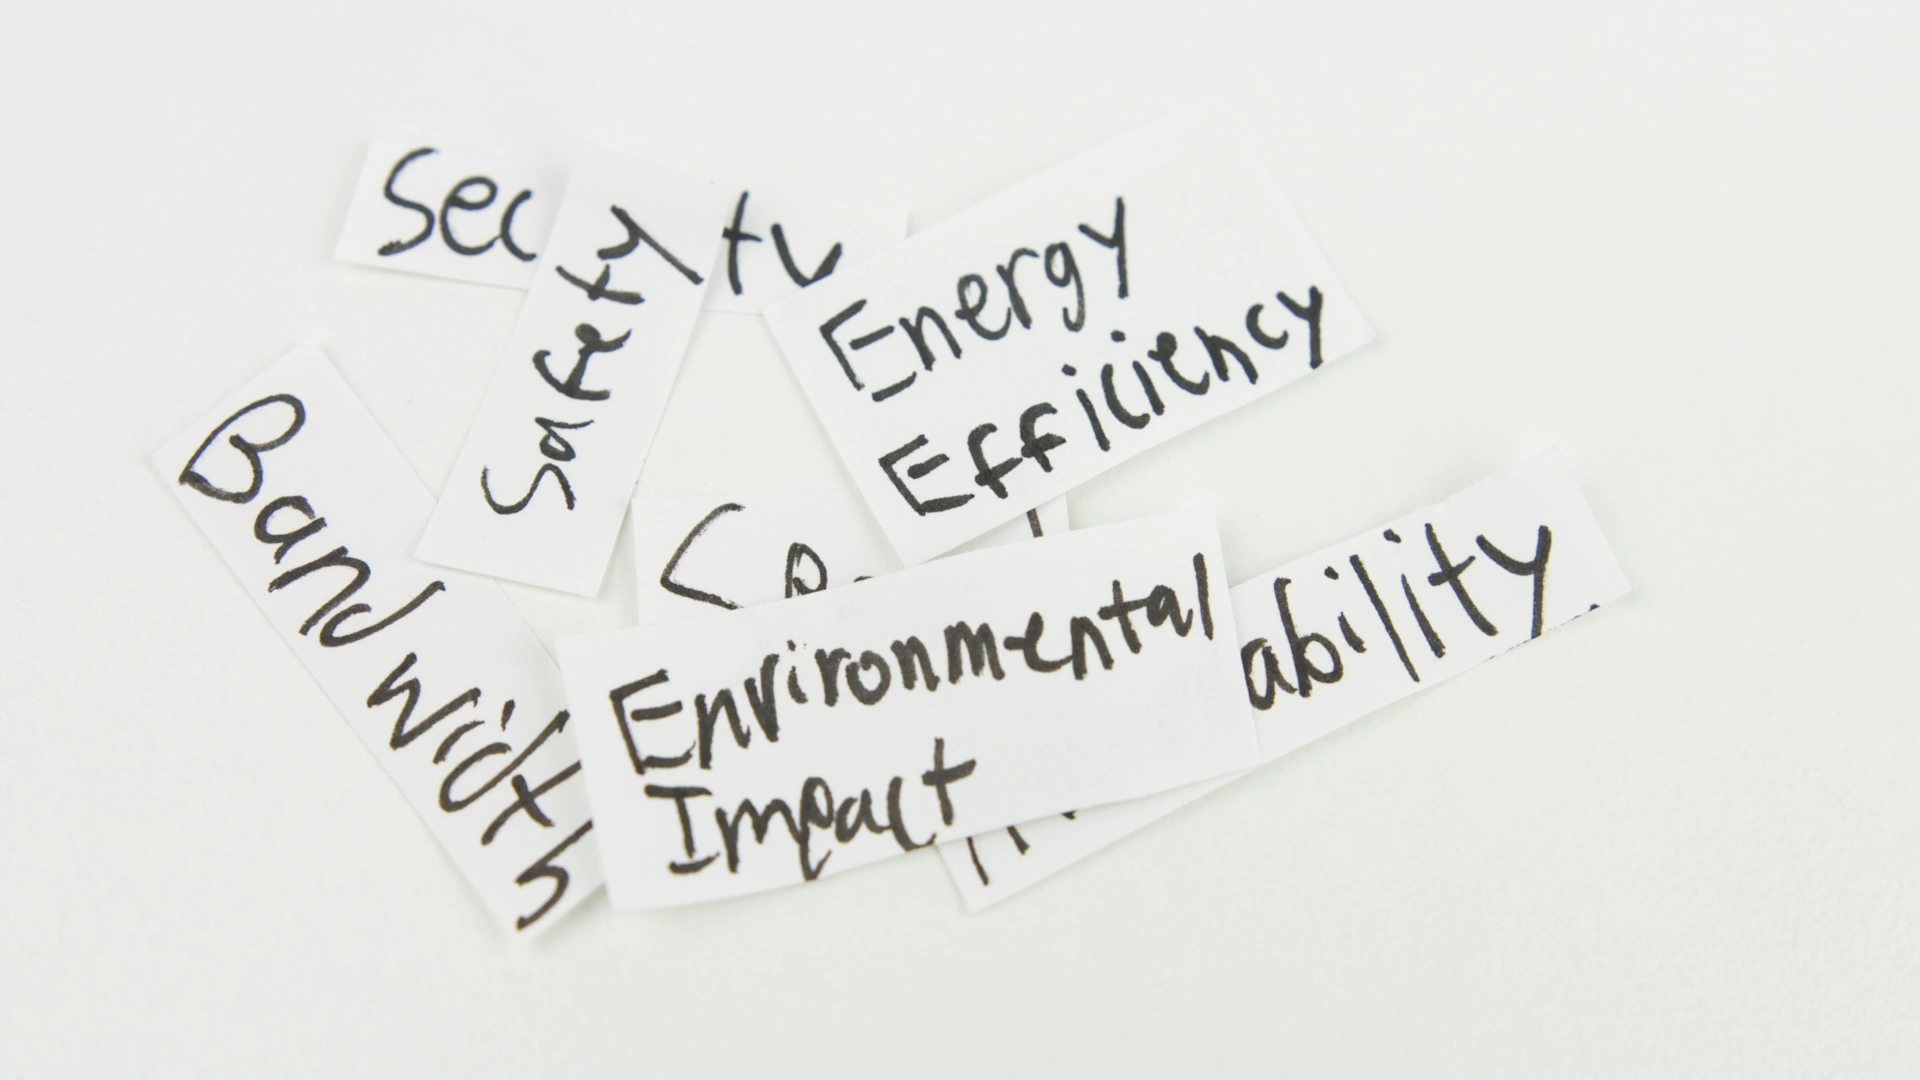 Safety
Energy
Efficiency
Bandwidth
Environmental
Impact
ability